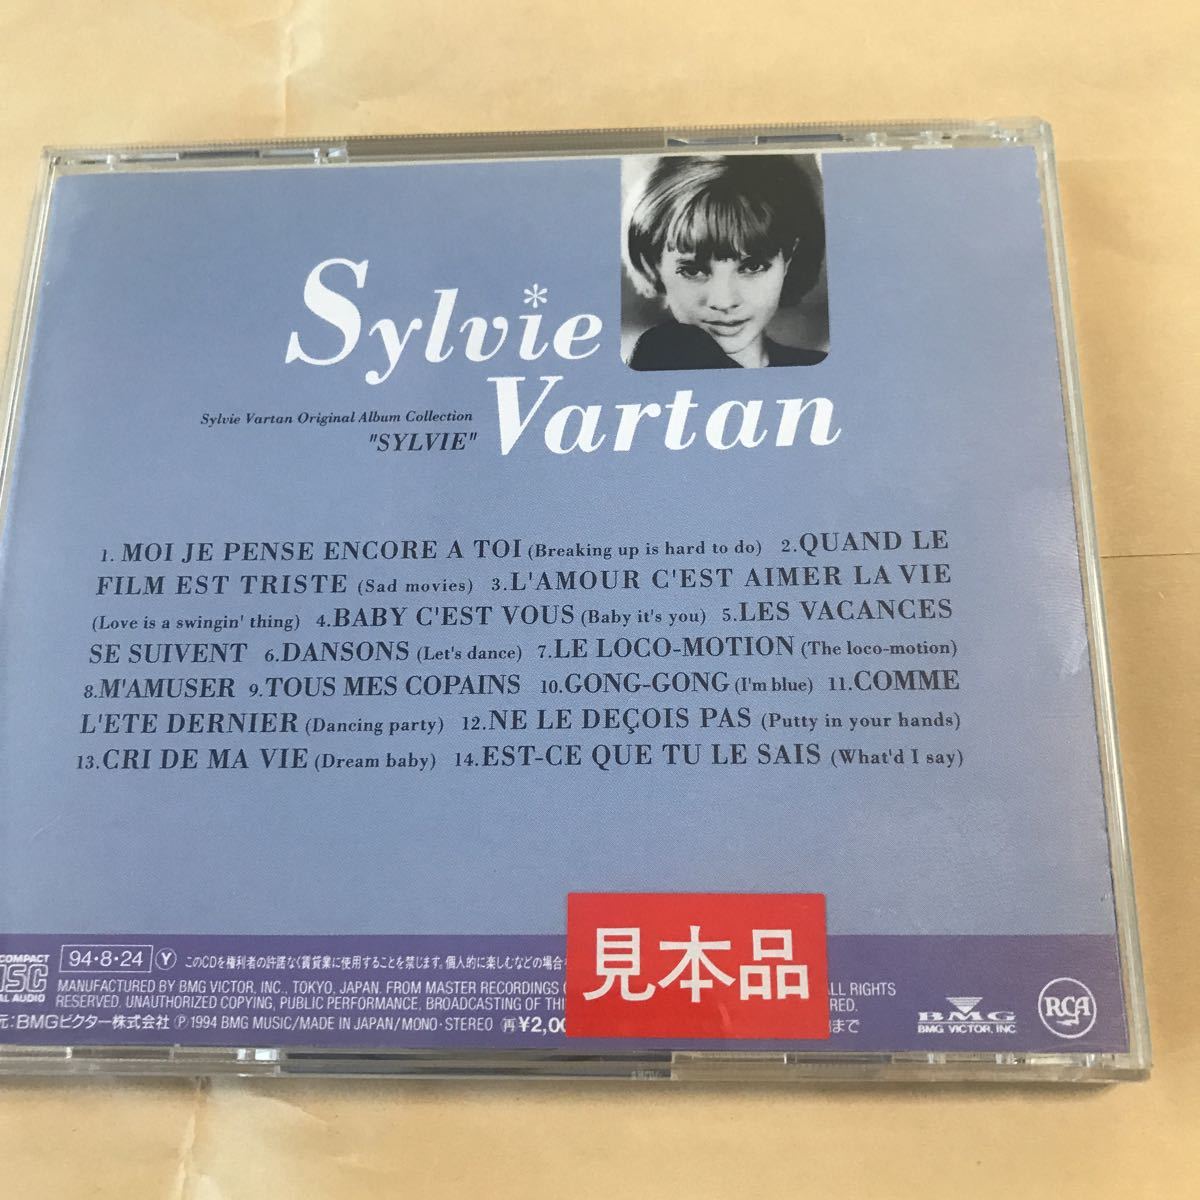 Sylvie
Vartan
Sylvie Vartan Original Album Collection
"SYLVIE"
1. MOI JE PENSE ENCORE A TOI (Breaking up is hard to do) 2.QUAND LE
FILM EST TRISTE (Sad movies) 3.L'AMOUR C'EST AIMER LA VIE
(Love is a swingin' thing) 4.BABY C'EST VOUS (Baby it's you) 5.LES VACANCES
SE SUIVENT 6.DANSONS (Let's dance) 7.LE LOCO-MOTION (The loco-motion)
8.M'AMUSER 9.TOUS MES COPAINS 10.GONG-GONG (I'm blue) 11.COMME
L'ETE DERNIER (Dancing party) 12.NE LE DEÇOIS PAS (Putty in your hands)
13.CRI DE MA VIE (Dream baby) 14.EST-CE QUE TU LE SAIS (What'd I say)
見本品
COMPACT
DISC
AL AUDIO
94・8・24 Y このCDを権利者の許諾なく賃貸業に使用することを禁じます。個人的に楽しむなどの場合
MANUFACTURED BY BMG VICTOR, INC., TOKYO, JAPAN. FROM MASTER RECORDINGS ALL RIGHTS
RESERVED. UNAUTHORIZED COPYING, PUBLIC PERFORMANCE, BROADCASTING OF RED.
元:BMGビクター株式会社 Ⓟ1994 BMG MUSIC/MADE IN JAPAN/MONO・STEREO 再¥2,00 まで
BMG
BMG VICTOR, INC.
RCA